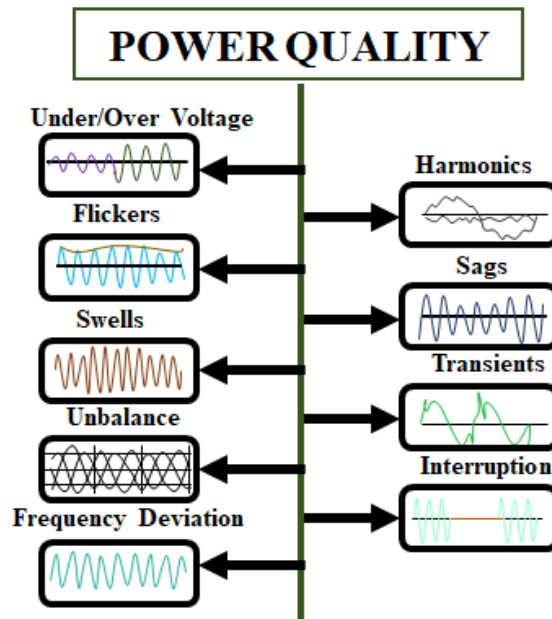 POWER QUALITY
Under/Over Voltage
Harmonics
Flickers
Sags
Swells
Transients
Unbalance
Interruption
Frequency Deviation